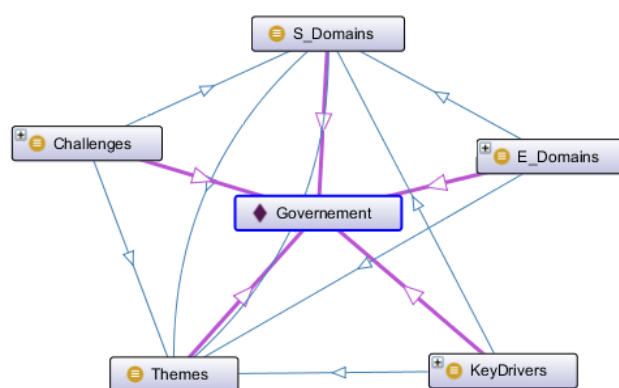 S_Domains
Challenges
E_Domains
Governement
Themes
KeyDrivers